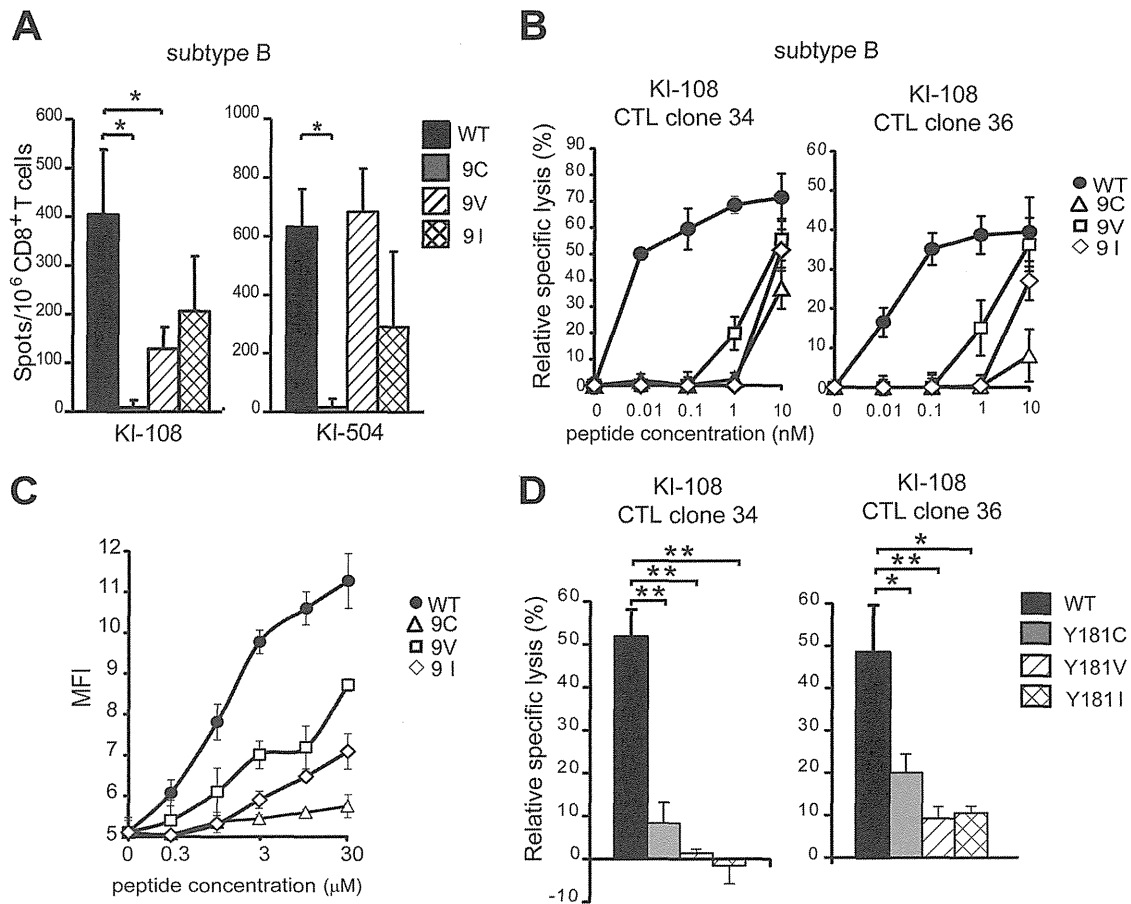 A
subtype B
Spots/10⁶ CD8⁺ T cells
600
500
400
300
200
100
0
*
*
KI-108
1000
800
600
400
200
0
*
KI-504
WT
9C
9V
9I
B
subtype B
KI-108
CTL clone 34
Relative specific lysis (%)
90
80
70
60
50
40
30
20
10
0
0 0.01 0.1 1 10
peptide concentration (nM)
KI-108
CTL clone 36
60
50
40
30
20
10
0
0 0.01 0.1 1 10
WT
9C
9V
9I
C
MFI
12
11
10
9
8
7
6
5
0 0.3 3 30
peptide concentration (μM)
WT
9C
9V
9I
D
KI-108
CTL clone 34
Relative specific lysis (%)
60
50
40
30
20
10
0
-10
**
**
**
KI-108
CTL clone 36
60
50
40
30
20
10
0
*
**
*
WT
Y181C
Y181V
Y181I